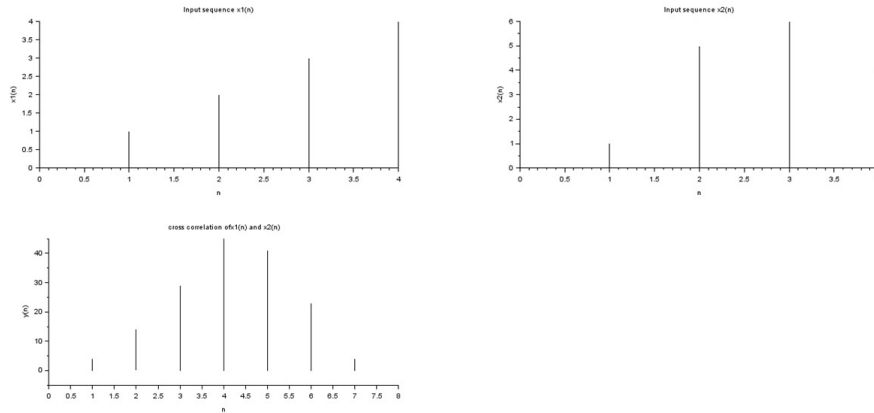 Input sequence x1(n)
4
3.5
3
2.5
2
1.5
1
0.5
0
x1(n)
0 0.5 1 1.5 2 2.5 3 3.5 4
n
Input sequence x2(n)
6
5
4
3
2
1
0
x2(n)
0 0.5 1 1.5 2 2.5 3 3.5
n
cross correlation ofx1(n) and x2(n)
40
30
20
10
0
y(n)
0 0.5 1 1.5 2 2.5 3 3.5 4 4.5 5 5.5 6 6.5 7 7.5 8
n